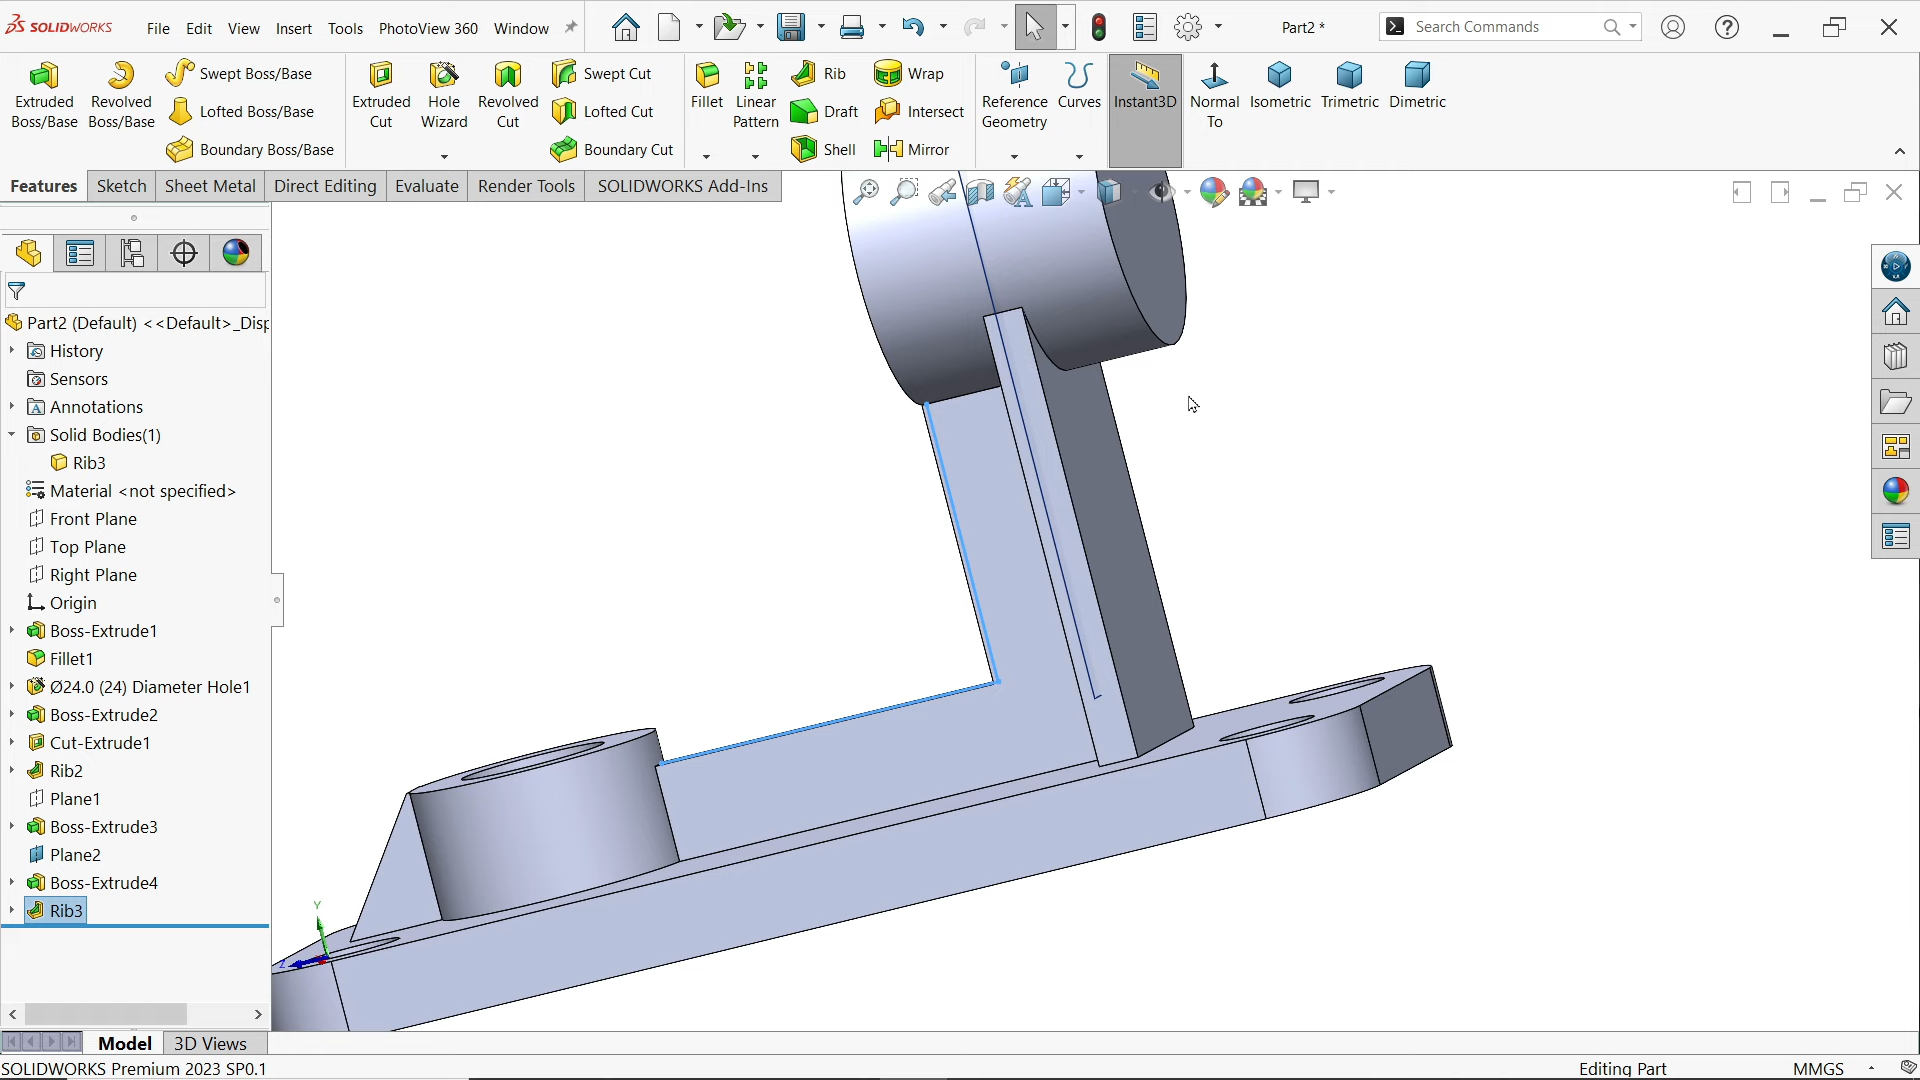 SOLIDWORKS File Edit View Insert Tools PhotoView 360 Window Part2 * Search Commands
Extruded Boss/Base
Revolved Boss/Base
Swept Boss/Base
Lofted Boss/Base
Boundary Boss/Base
Extruded Cut
Hole Wizard
Revolved Cut
Swept Cut
Lofted Cut
Boundary Cut
Fillet
Linear Pattern
Rib
Draft
Shell
Wrap
Intersect
Mirror
Reference Geometry
Curves
Instant3D
Normal To
Isometric
Trimetric
Dimetric
Features Sketch Sheet Metal Direct Editing Evaluate Render Tools SOLIDWORKS Add-Ins
Part2 (Default) <<Default>_Disp
History
Sensors
Annotations
Solid Bodies(1)
Rib3
Material <not specified>
Front Plane
Top Plane
Right Plane
Origin
Boss-Extrude1
Fillet1
Ø24.0 (24) Diameter Hole1
Boss-Extrude2
Cut-Extrude1
Rib2
Plane1
Boss-Extrude3
Plane2
Boss-Extrude4
Rib3
Y
Z
Model 3D Views
SOLIDWORKS Premium 2023 SP0.1 Editing Part MMGS